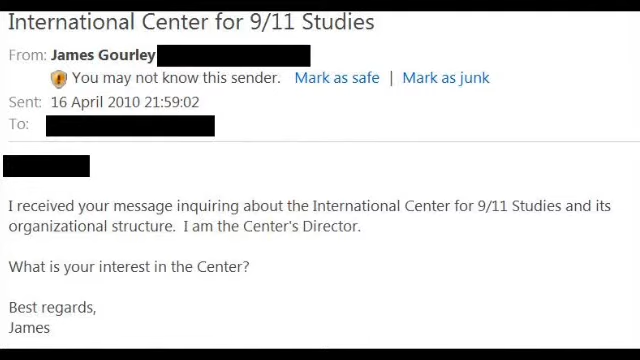 International Center for 9/11 Studies
From: James Gourley
You may not know this sender. Mark as safe | Mark as junk
Sent: 16 April 2010 21:59:02
To:
I received your message inquiring about the International Center for 9/11 Studies and its
organizational structure.  I am the Center's Director.
What is your interest in the Center?
Best regards,
James